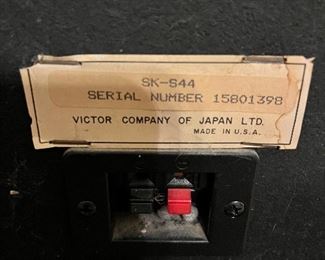 SK-S44
SERIAL NUMBER 15801398
VICTOR COMPANY OF JAPAN LTD.
MADE IN U.S.A.